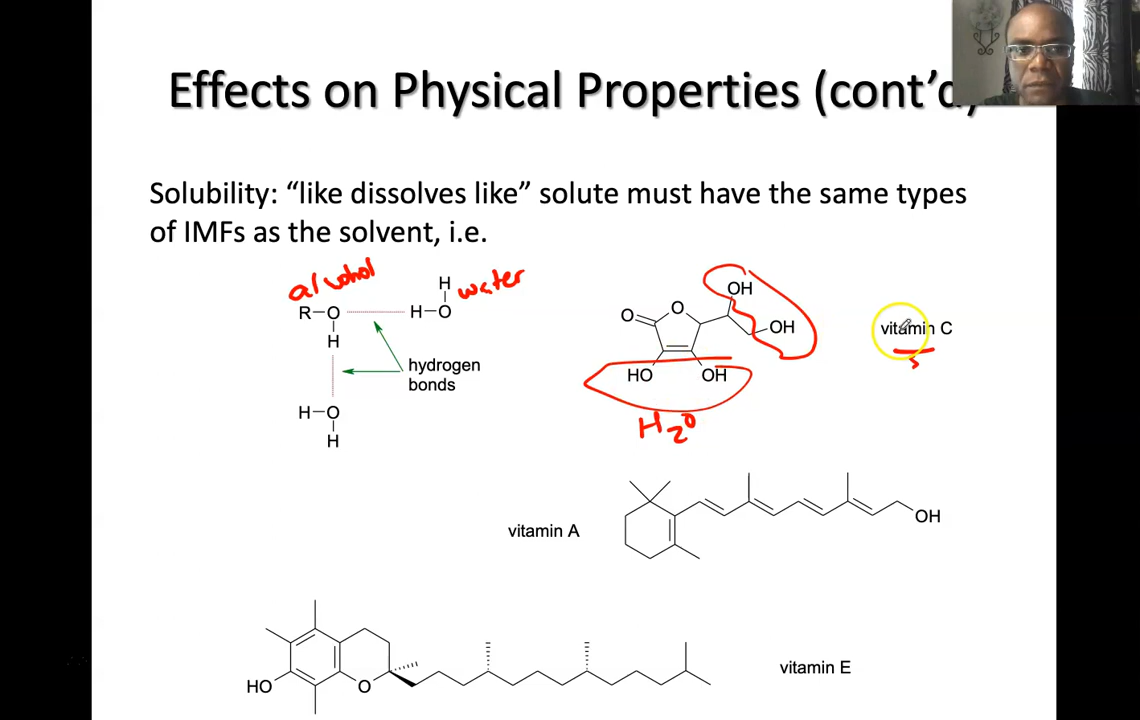 Effects on Physical Properties (cont'd)
Solubility: “like dissolves like” solute must have the same types
of IMFs as the solvent, i.e.
alcohol
water
H
R–O
H–O
H
hydrogen
bonds
H–O
H
O
O
OH
OH
HO
OH
H2O
vitamin C
vitamin A
OH
HO
O
vitamin E